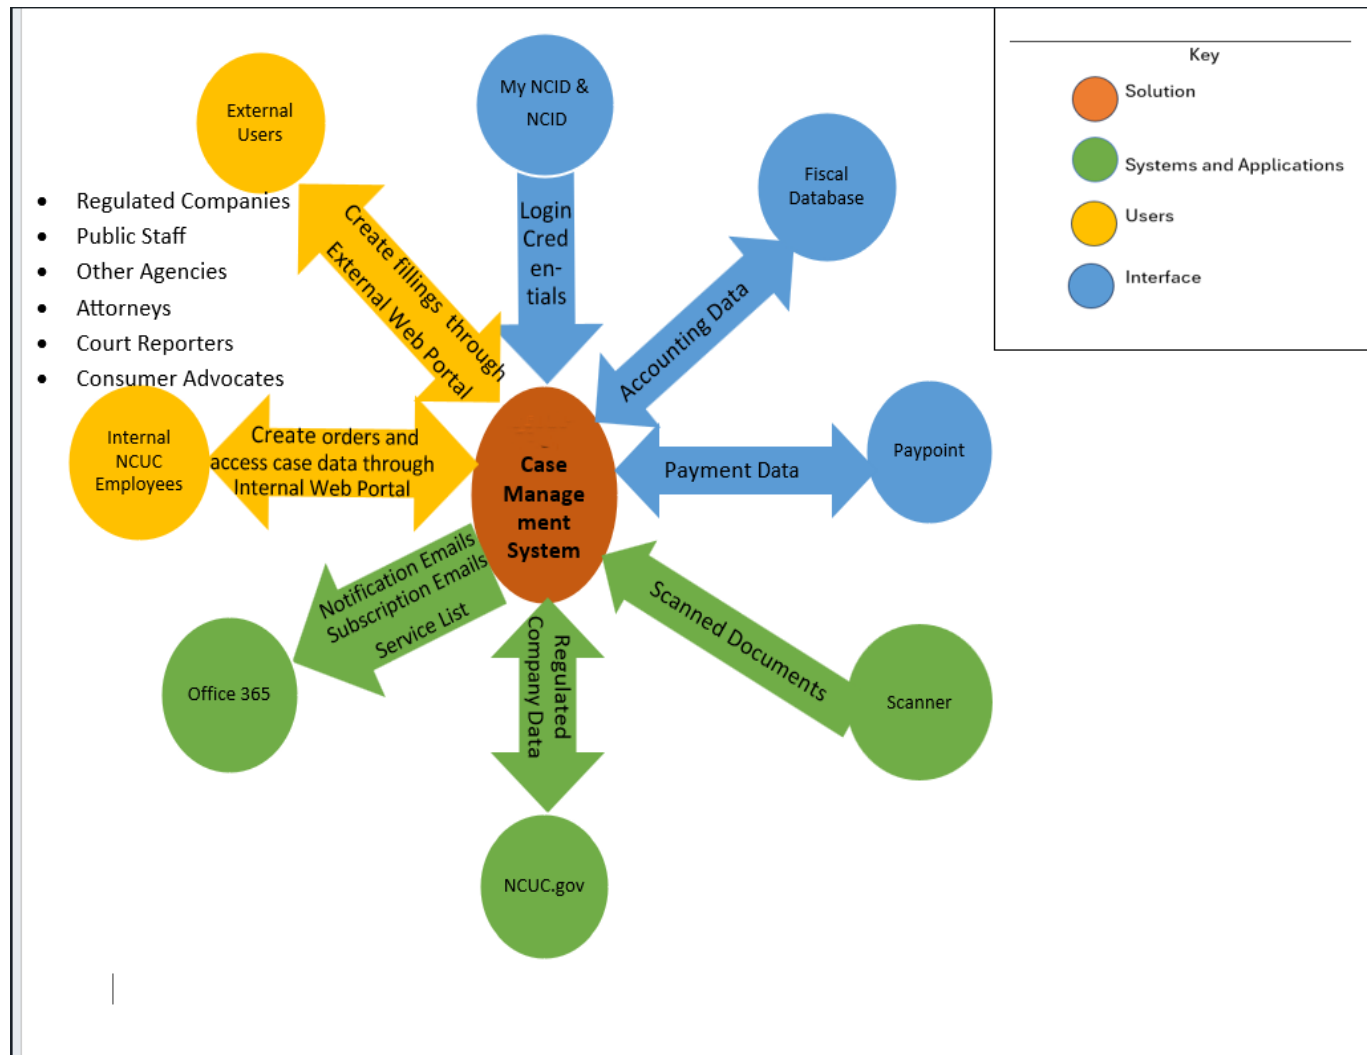 Key
Solution
Systems and Applications
Users
Interface
External
Users
My NCID &
NCID
Fiscal
Database
• Regulated Companies
• Public Staff
• Other Agencies
• Attorneys
• Court Reporters
• Consumer Advocates
Create fillings through
External Web Portal
Login
Cred
en-
tials
Accounting Data
Internal
NCUC
Employees
Create orders and
access case data through
Internal Web Portal
Case
Manage
ment
System
Payment Data
Paypoint
Notification Emails
Subscription Emails
Service List
Office 365
Regulated
Company Data
Scanned Documents
Scanner
NCUC.gov